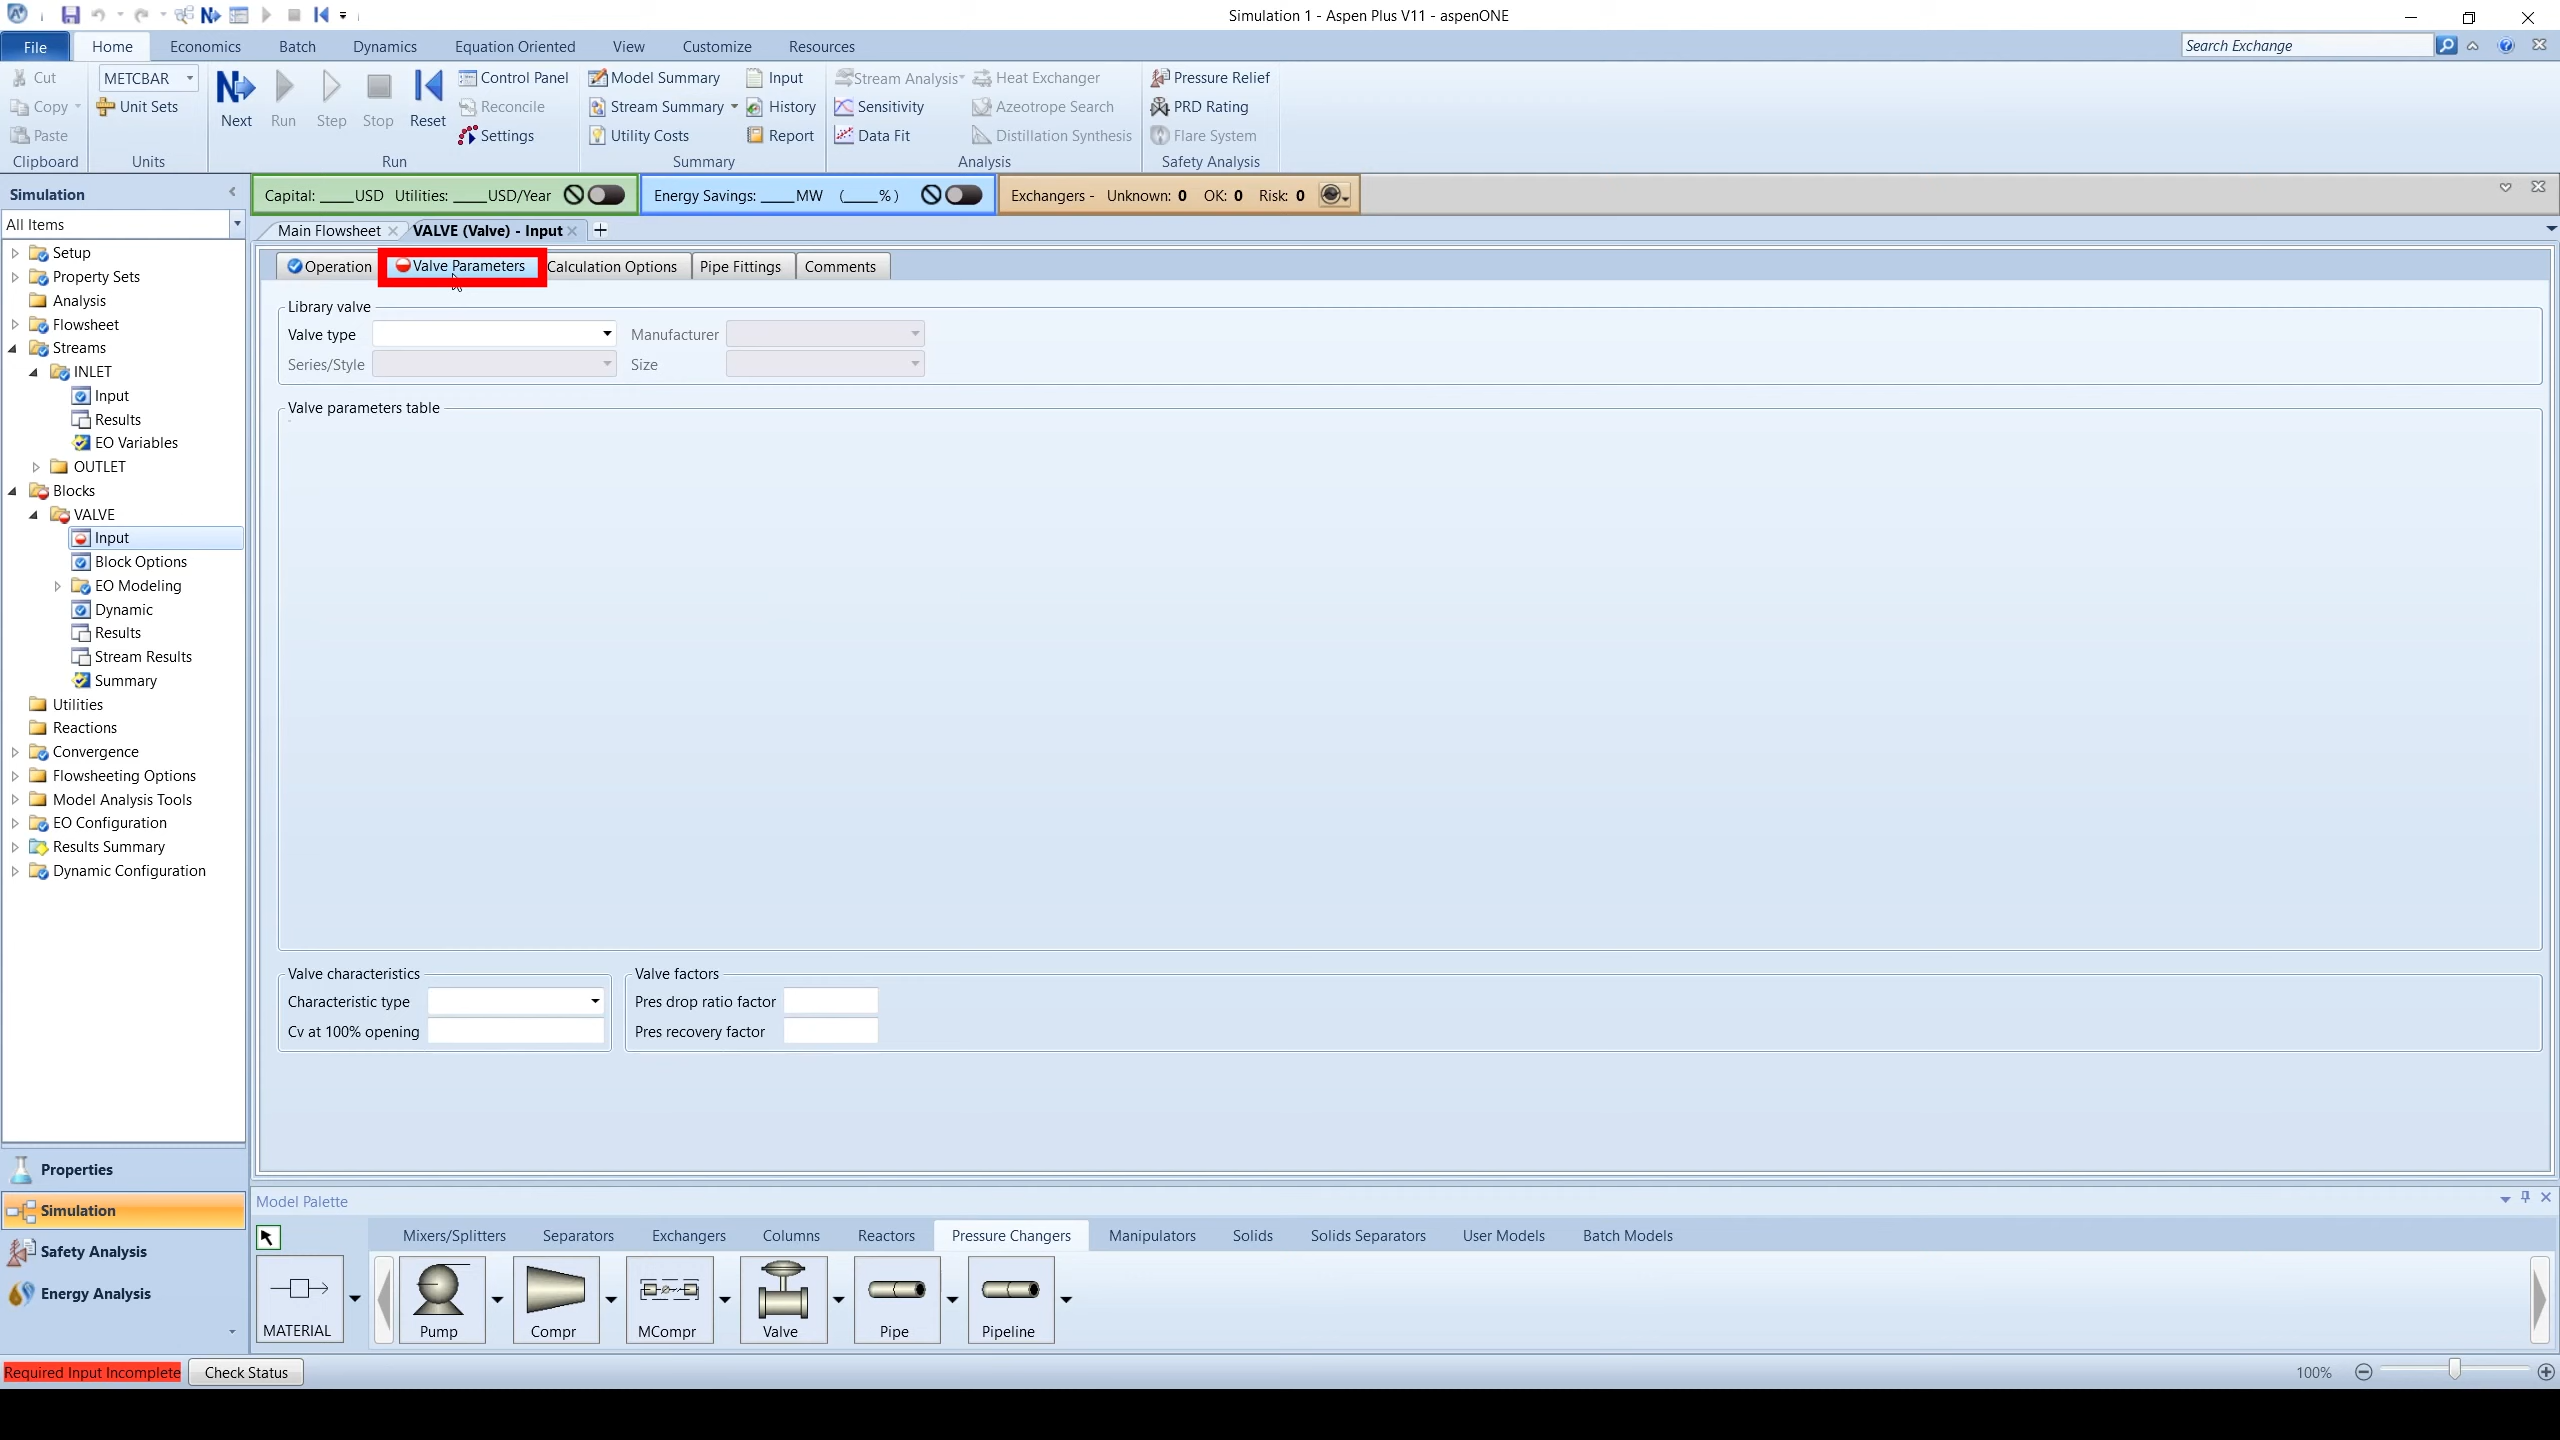 Simulation 1 - Aspen Plus V11 - aspenONE
File Home Economics Batch Dynamics Equation Oriented View Customize Resources Search Exchange
Cut METCBAR Control Panel Model Summary Input Stream Analysis Heat Exchanger Pressure Relief
Copy Unit Sets Reconcile Stream Summary History Sensitivity Azeotrope Search PRD Rating
Next Run Step Stop Reset
Paste Settings Utility Costs Report Data Fit Distillation Synthesis Flare System
Clipboard Units Run Summary Analysis Safety Analysis
Simulation
Capital: ____USD Utilities: ____USD/Year Energy Savings: ____MW (____%) Exchangers - Unknown: 0 OK: 0 Risk: 0
All Items
Main Flowsheet VALVE (Valve) - Input
Setup
Property Sets
Analysis
Flowsheet
Streams
INLET
Input
Results
EO Variables
OUTLET
Blocks
VALVE
Input
Block Options
EO Modeling
Dynamic
Results
Stream Results
Summary
Utilities
Reactions
Convergence
Flowsheeting Options
Model Analysis Tools
EO Configuration
Results Summary
Dynamic Configuration
Properties
Simulation
Safety Analysis
Energy Analysis
Operation Valve Parameters Calculation Options Pipe Fittings Comments
Library valve
Valve type Manufacturer
Series/Style Size
Valve parameters table
Valve characteristics Valve factors
Characteristic type Pres drop ratio factor
Cv at 100% opening Pres recovery factor
Model Palette
Mixers/Splitters Separators Exchangers Columns Reactors Pressure Changers Manipulators Solids Solids Separators User Models Batch Models
MATERIAL Pump Compr MCompr Valve Pipe Pipeline
Required Input Incomplete Check Status 100%